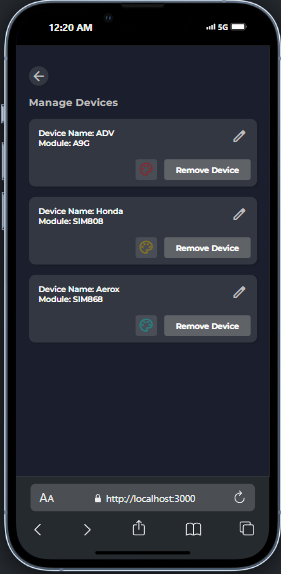 12:20 AM
5G
Manage Devices
Device Name: ADV
Module: A9G
Remove Device
Device Name: Honda
Module: SIM808
Remove Device
Device Name: Aerox
Module: SIM868
Remove Device
AA http://localhost:3000